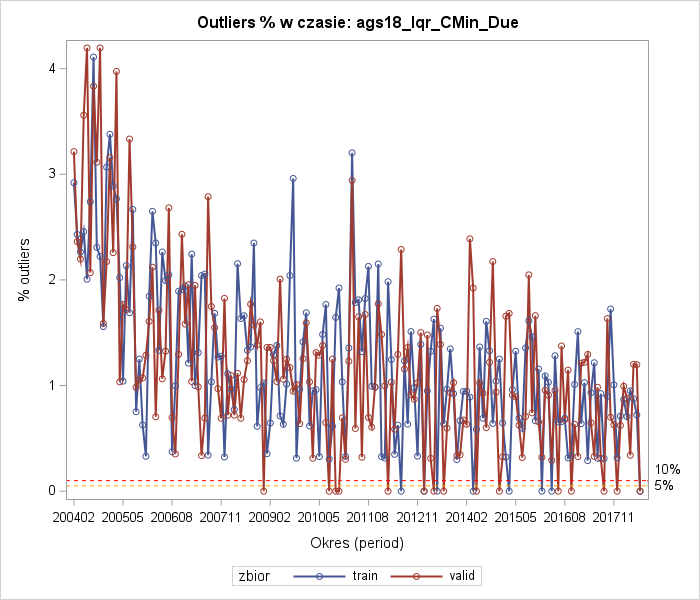 Outliers % w czasie: ags18_Iqr_CMin_Due
4
3
2
1
0
% outliers
10%
5%
200402 200505 200608 200711 200902 201005 201108 201211 201402 201505 201608 201711
Okres (period)
zbior train valid